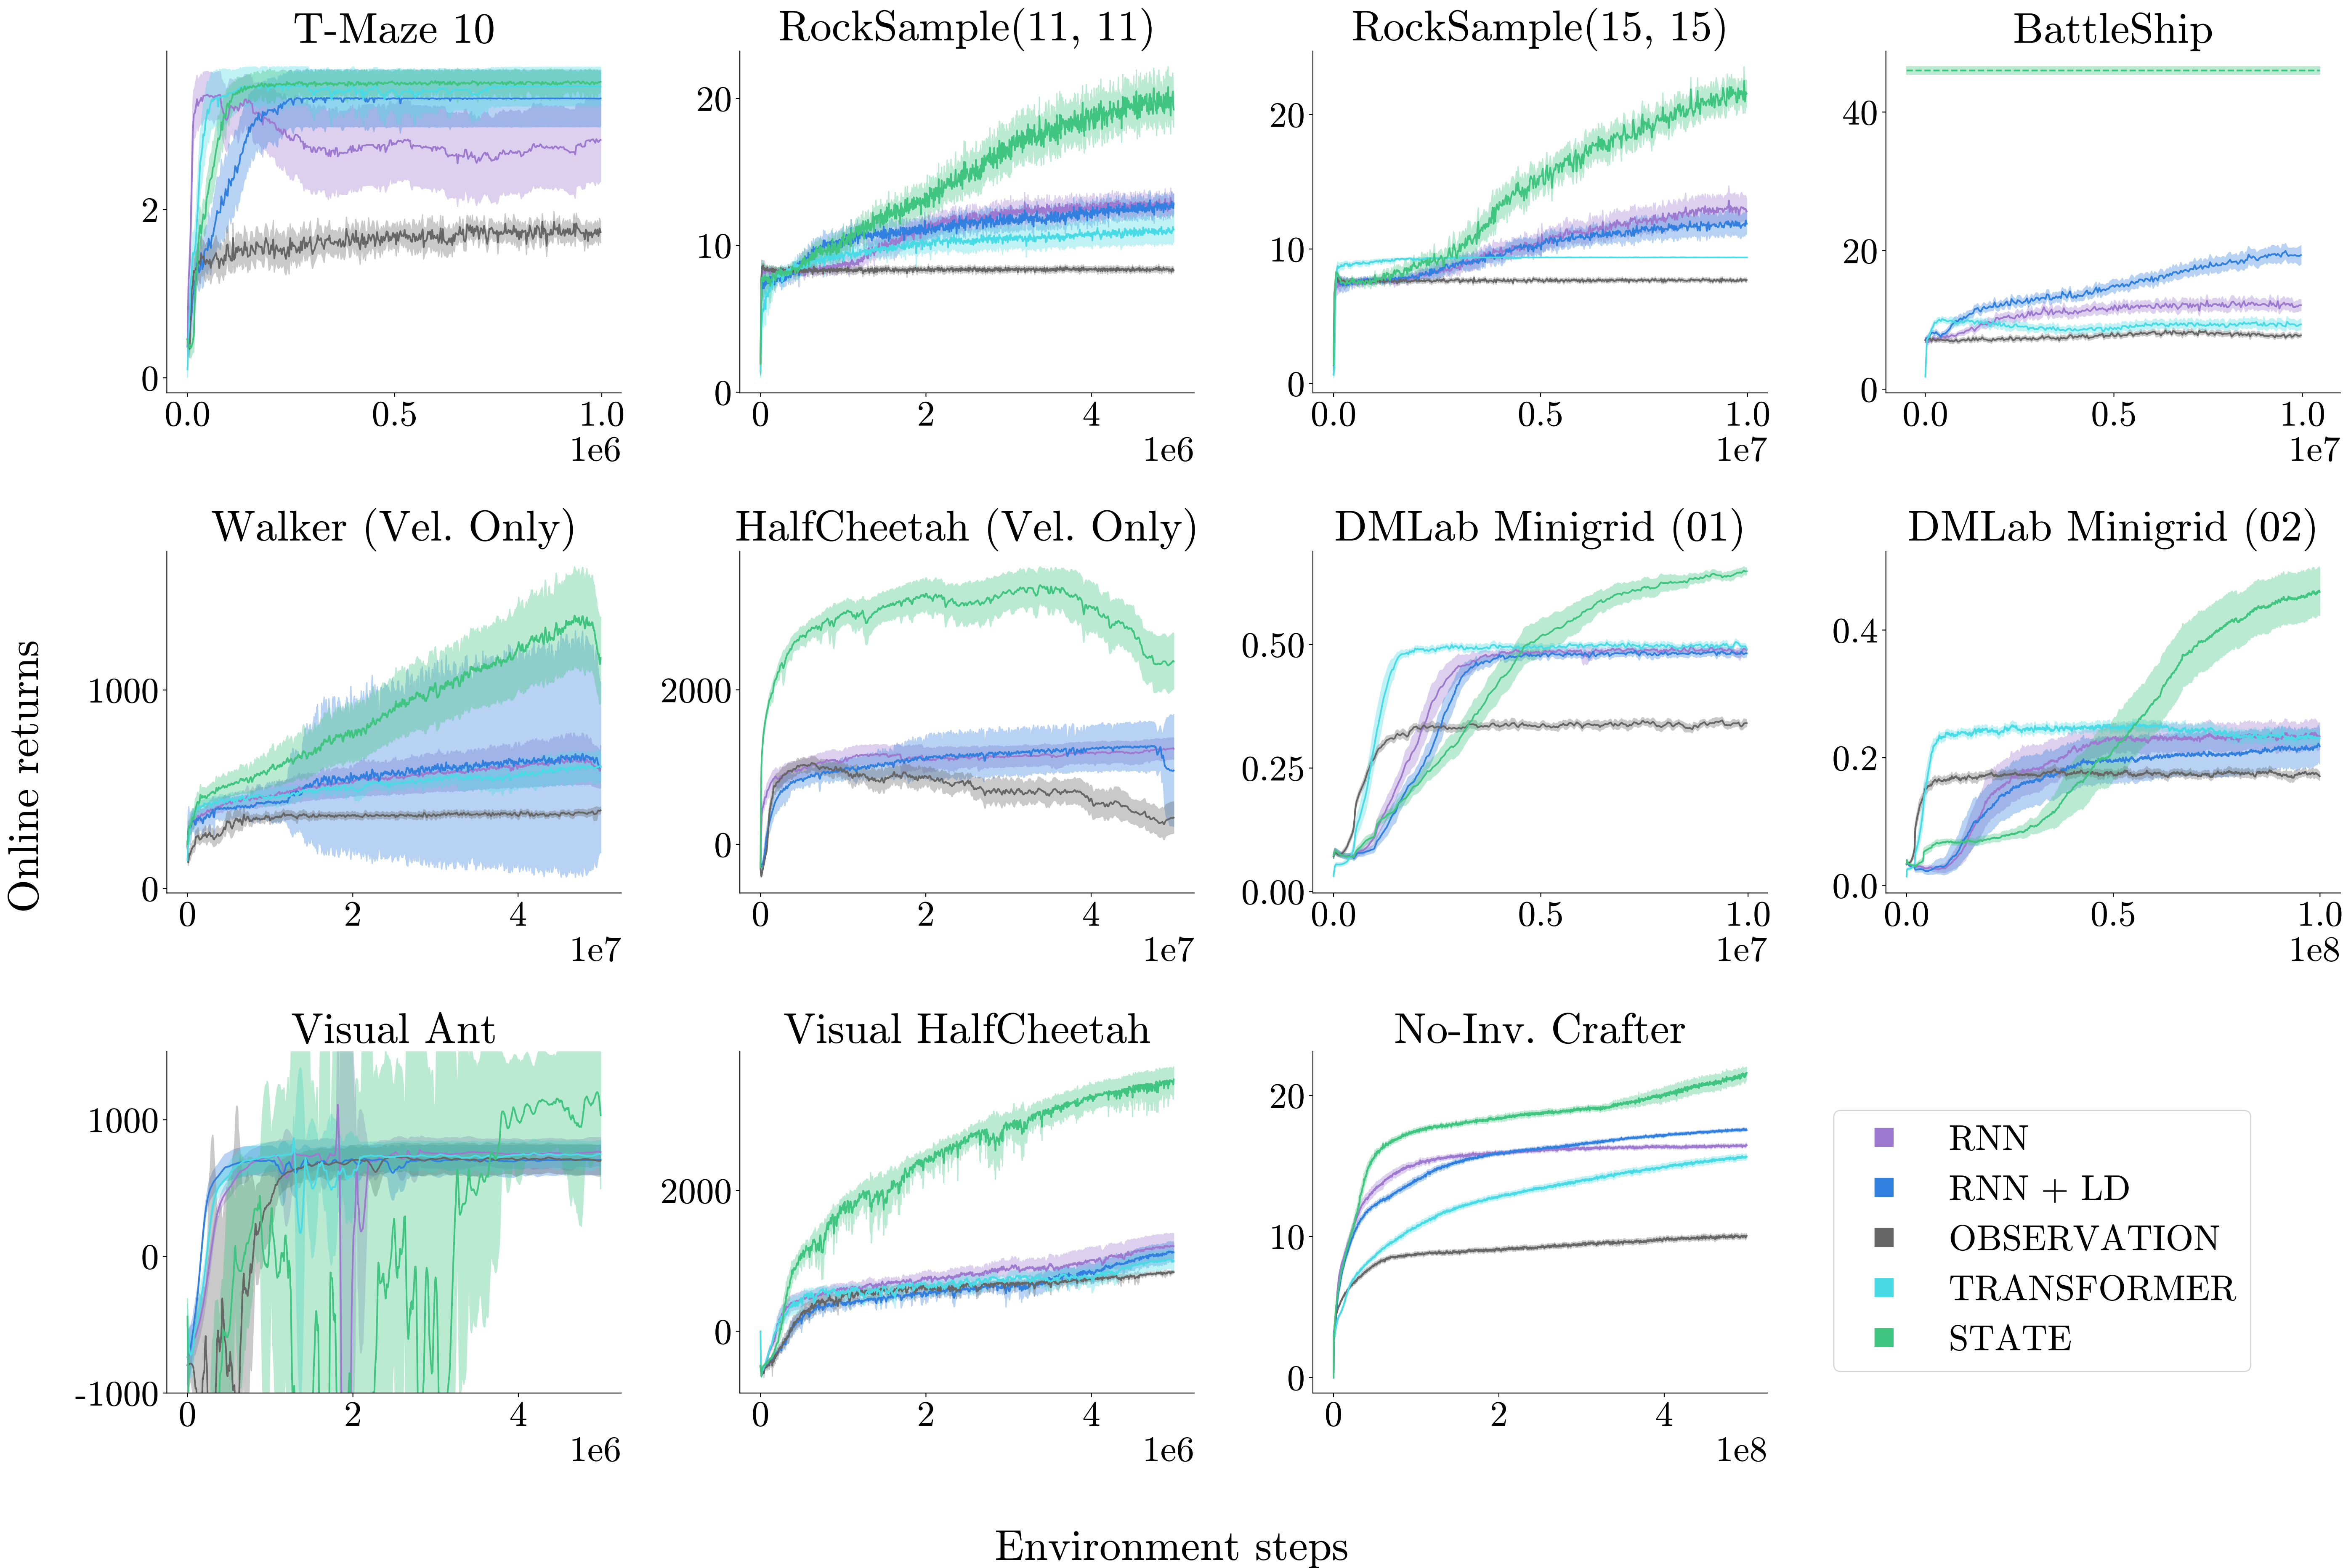 T-Maze 10
RockSample(11, 11)
RockSample(15, 15)
BattleShip
2
0
0.0
0.5
1.0
1e6
20
10
0
0
2
4
1e6
20
10
0
0.0
0.5
1.0
1e7
40
20
0
0.0
0.5
1.0
1e7
Online returns
Walker (Vel. Only)
HalfCheetah (Vel. Only)
DMLab Minigrid (01)
DMLab Minigrid (02)
1000
0
0
2
4
1e7
2000
0
0
2
4
1e7
0.50
0.25
0.00
0.0
0.5
1.0
1e7
0.4
0.2
0.0
0.0
0.5
1.0
1e8
Visual Ant
Visual HalfCheetah
No-Inv. Crafter
1000
0
-1000
0
2
4
1e6
2000
0
0
2
4
1e6
20
10
0
0
2
4
1e8
RNN
RNN + LD
OBSERVATION
TRANSFORMER
STATE
Environment steps